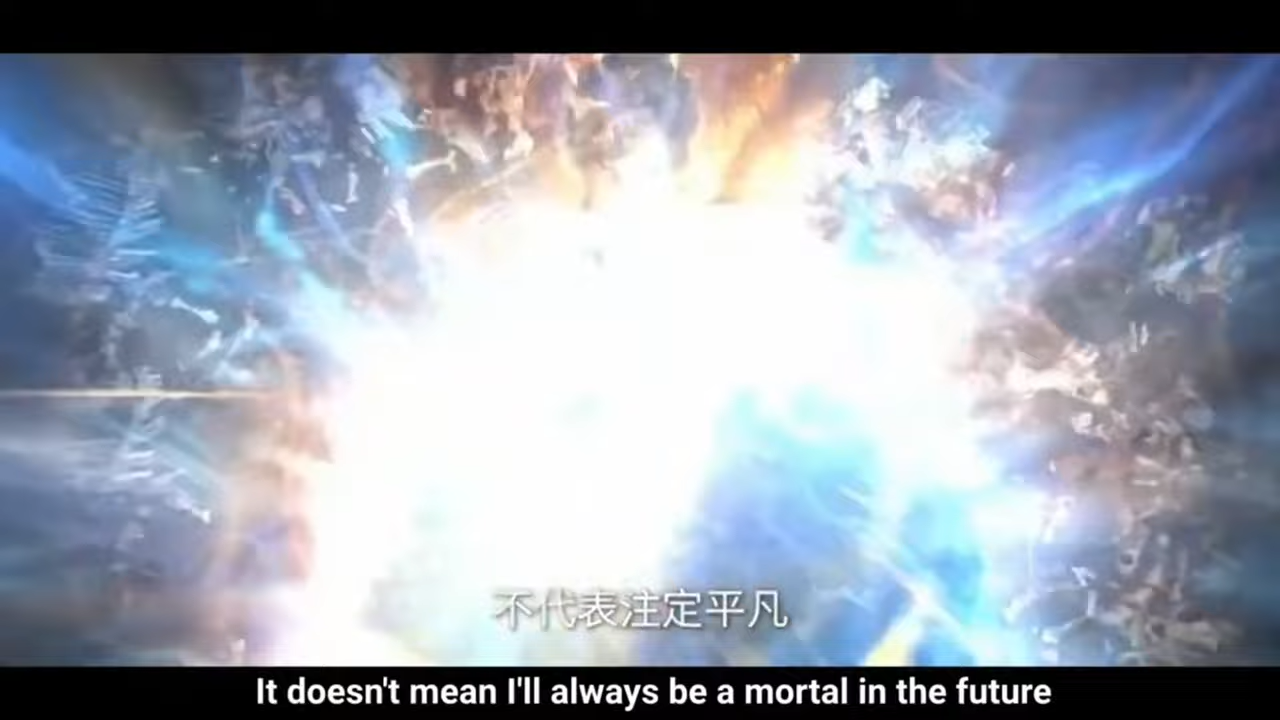 不代表注定平凡
It doesn't mean I'll always be a mortal in the future